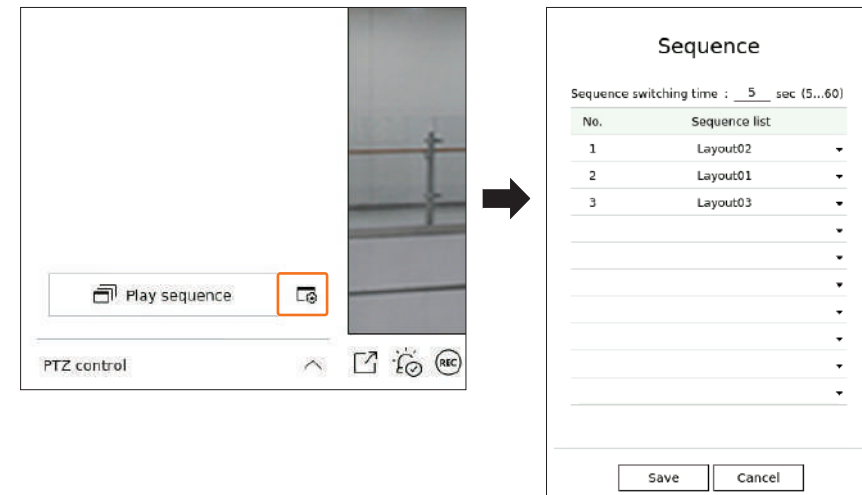 Play sequence
PTZ control
REC
Sequence
Sequence switching time : 5 sec (5...60)
No. Sequence list
1 Layout02
2 Layout01
3 Layout03
Save Cancel